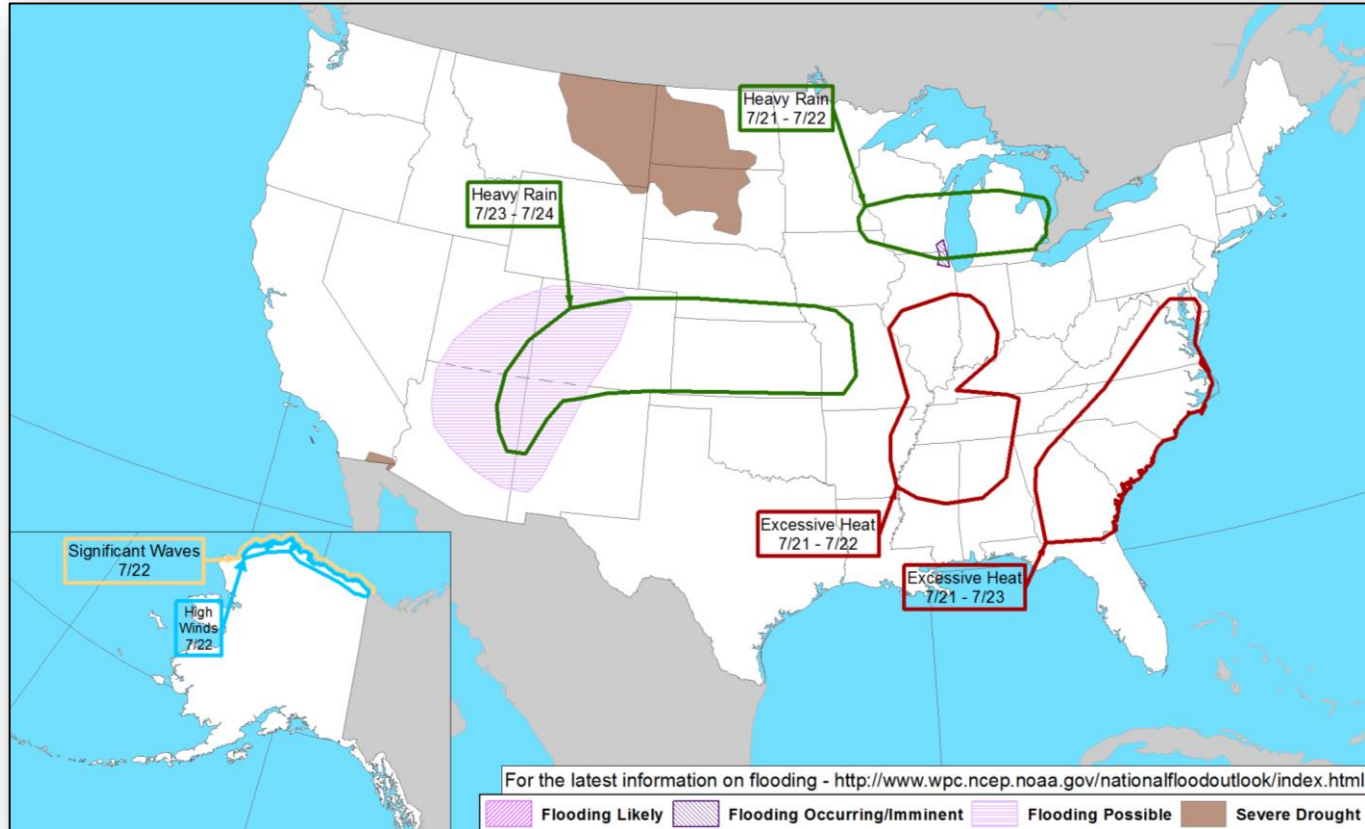 Heavy Rain
7/21 - 7/22
Heavy Rain
7/23 - 7/24
Excessive Heat
7/21 - 7/22
Excessive Heat
7/21 - 7/23
Significant Waves
7/22
High
Winds
7/22
For the latest information on flooding - http://www.wpc.ncep.noaa.gov/nationalfloodoutlook/index.html
Flooding Likely Flooding Occurring/Imminent Flooding Possible Severe Drought